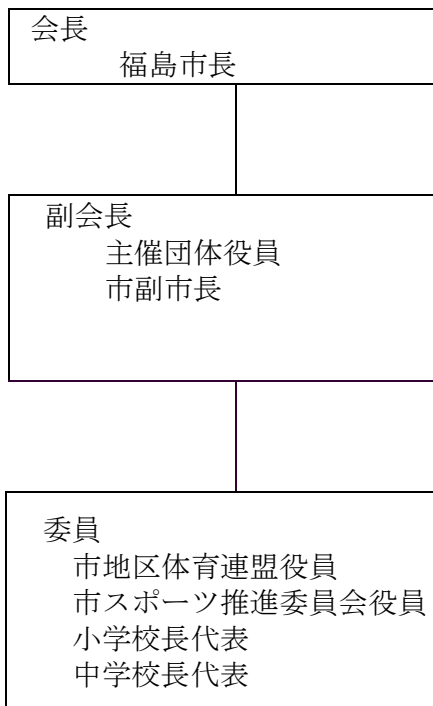 会長
福島市長
副会長
主催団体役員
市副市長
委員
市地区体育連盟役員
市スポーツ推進委員会役員
小学校長代表
中学校長代表